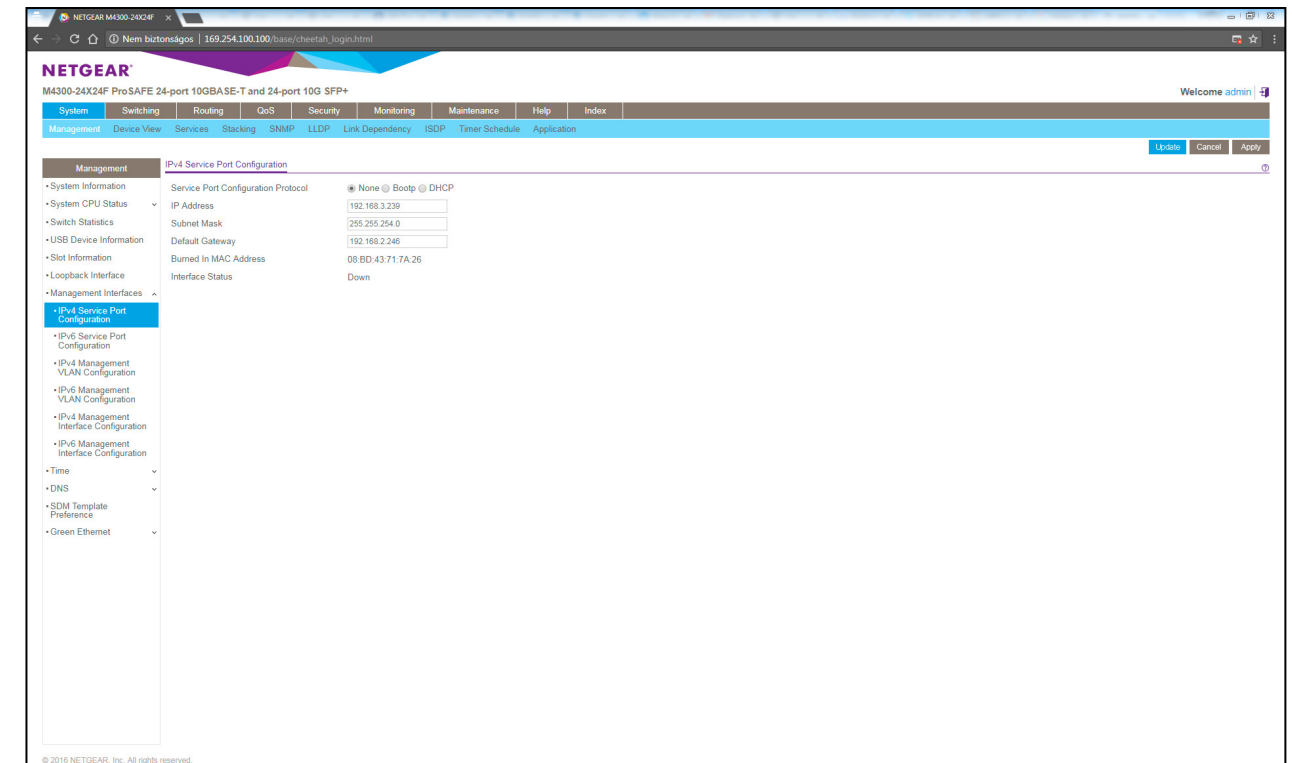 NETGEAR M4300-24X24F
Nem biztonságos | 169.254.100.100/base/cheetah_login.html
NETGEAR®
M4300-24X24F ProSAFE 24-port 10GBASE-T and 24-port 10G SFP+
Welcome admin
System Switching Routing QoS Security Monitoring Maintenance Help Index
Management Device View Services Stacking SNMP LLDP Link Dependency ISDP Timer Schedule Application
Update Cancel Apply
Management
IPv4 Service Port Configuration
• System Information
• System CPU Status
• Switch Statistics
• USB Device Information
• Slot Information
• Loopback Interface
• Management Interfaces
• IPv4 Service Port
Configuration
• IPv6 Service Port
Configuration
• IPv4 Management
VLAN Configuration
• IPv6 Management
VLAN Configuration
• IPv4 Management
Interface Configuration
• IPv6 Management
Interface Configuration
• Time
• DNS
• SDM Template
Preference
• Green Ethernet
Service Port Configuration Protocol None Bootp DHCP
IP Address 192.168.3.239
Subnet Mask 255.255.254.0
Default Gateway 192.168.2.246
Burned In MAC Address 08:BD:43:71:7A:26
Interface Status Down
© 2016 NETGEAR, Inc. All rights reserved.